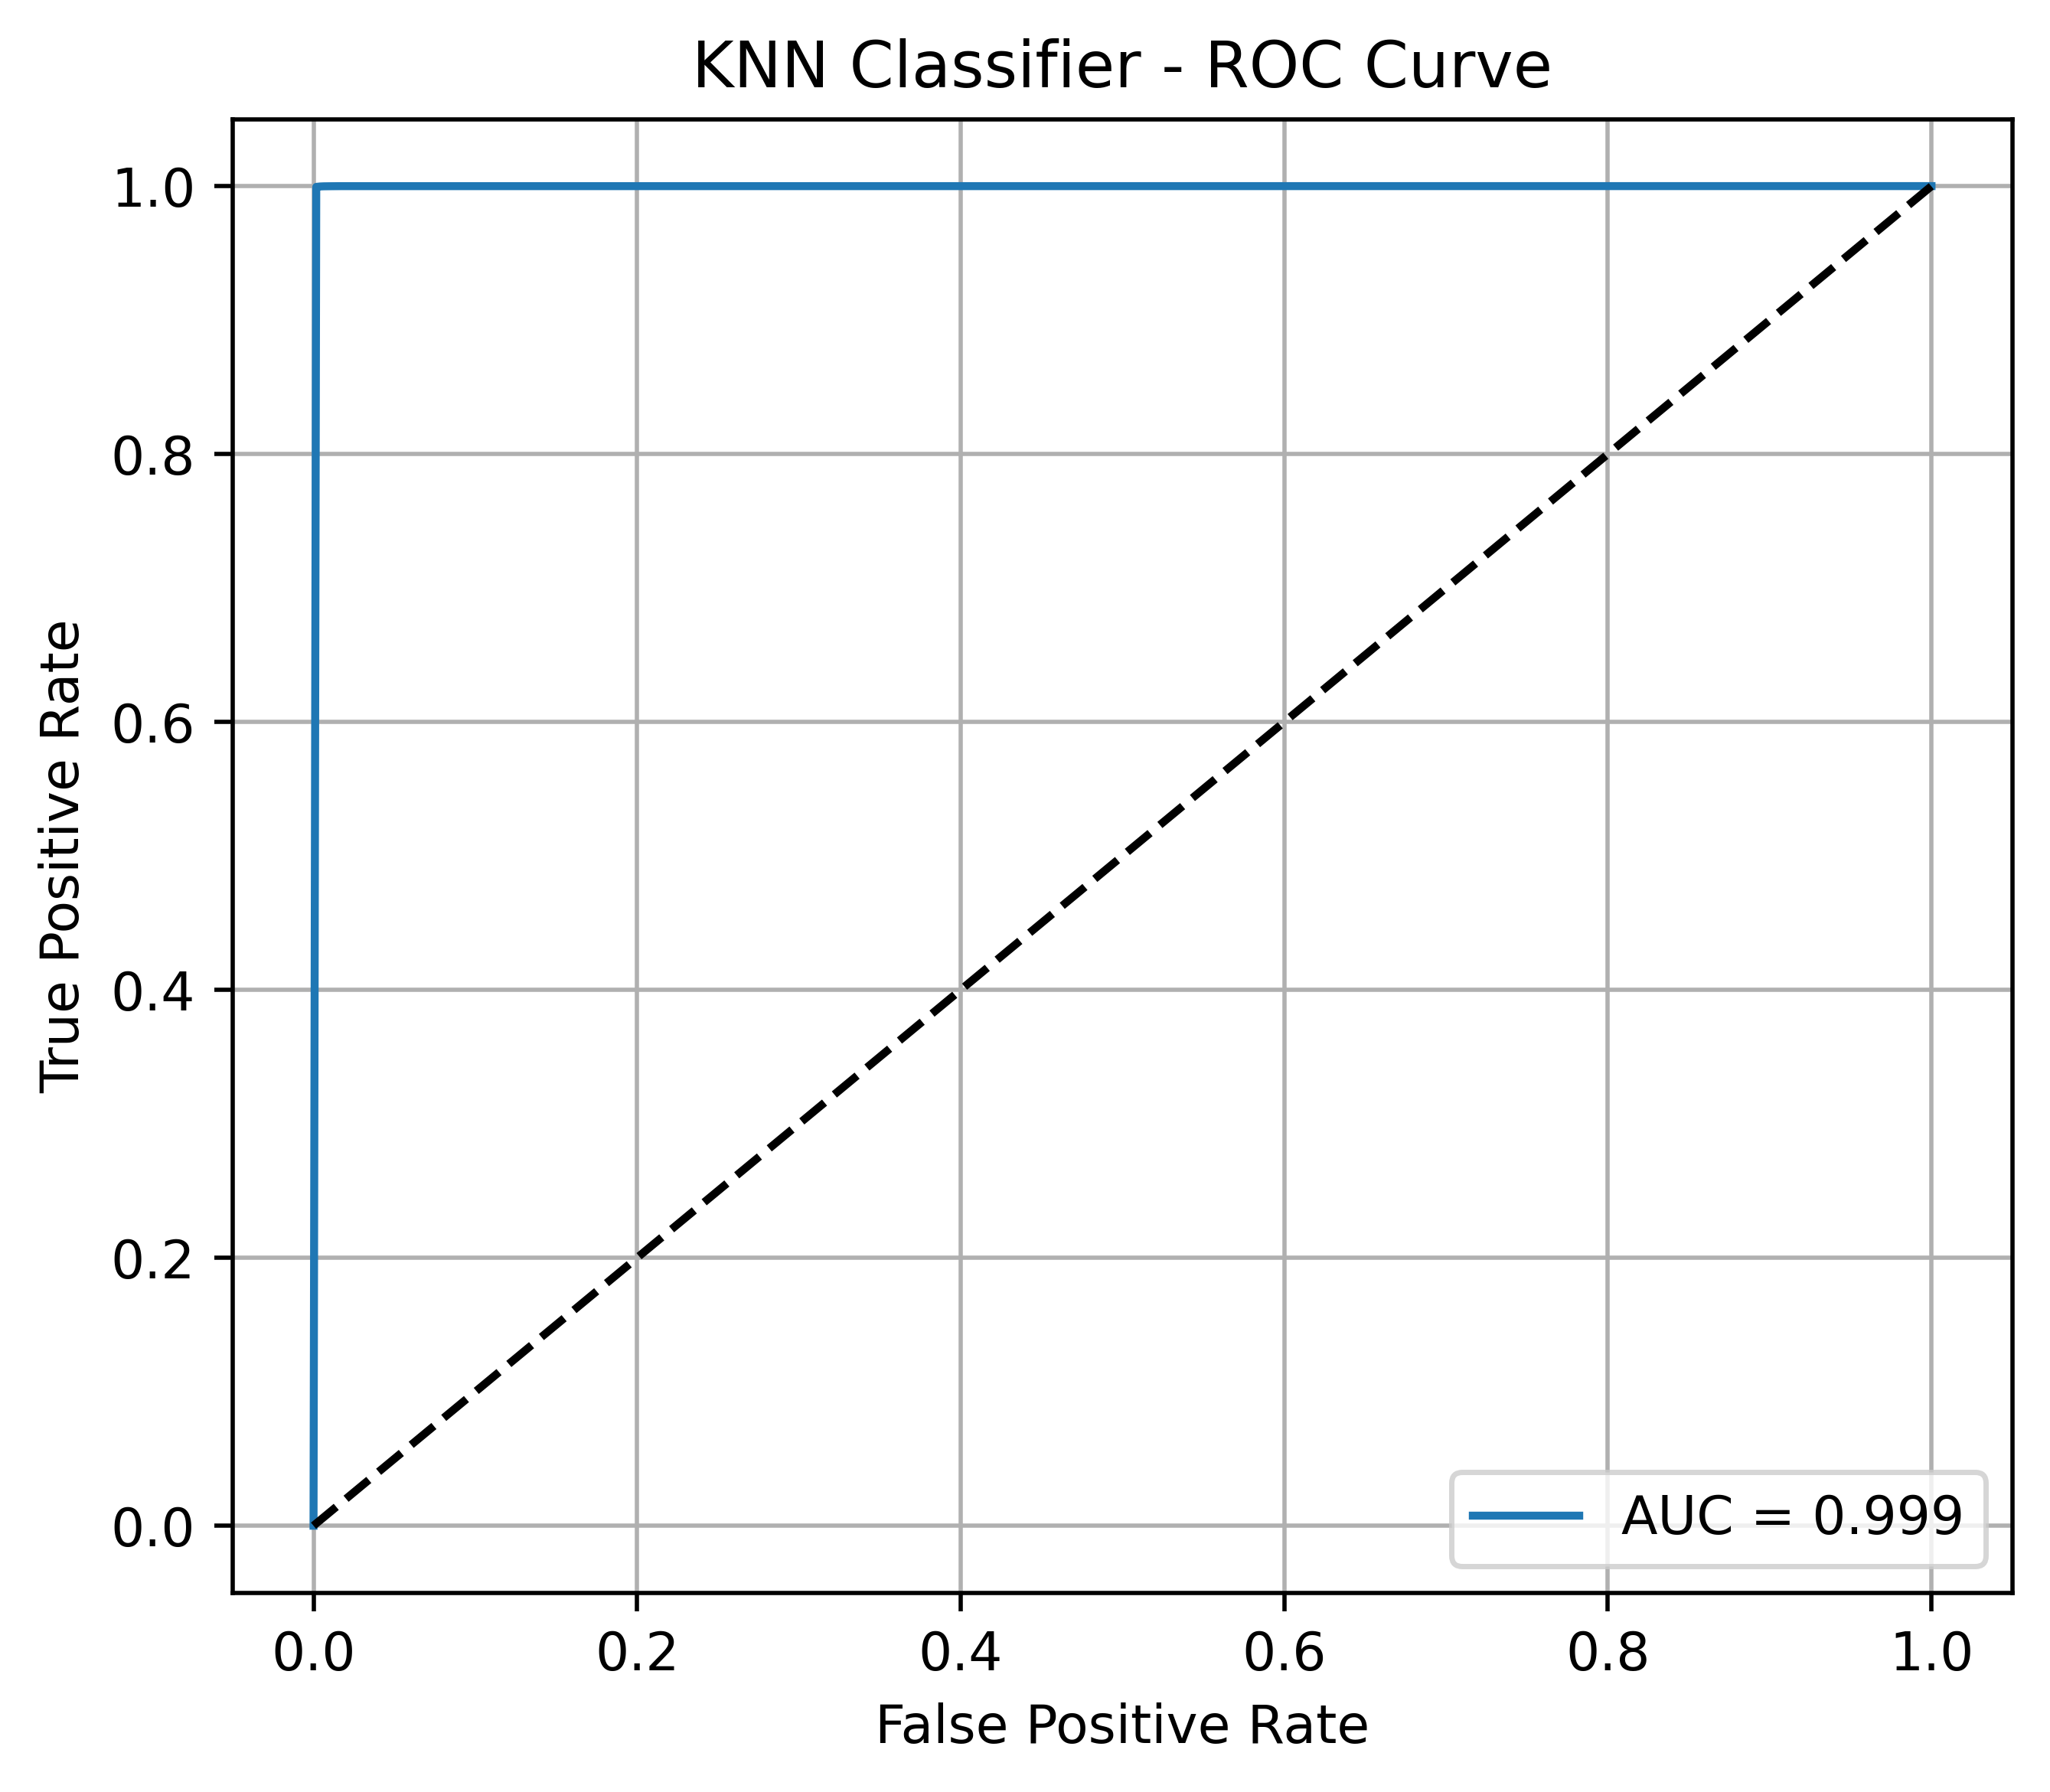 KNN Classifier - ROC Curve
True Positive Rate
1.0
0.8
0.6
0.4
0.2
0.0
AUC = 0.999
0.0 0.2 0.4 0.6 0.8 1.0
False Positive Rate